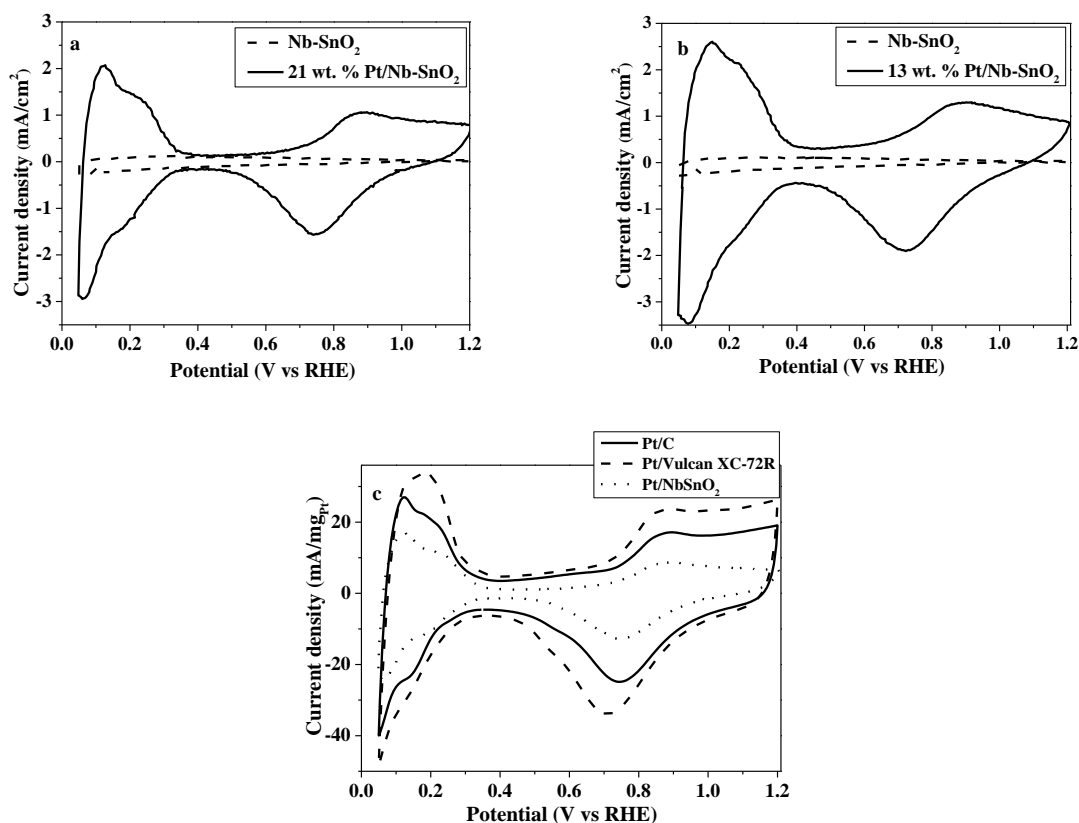 a
Nb-SnO2
21 wt. % Pt/Nb-SnO2
Current density (mA/cm2)
3
2
1
0
-1
-2
-3
0.0 0.2 0.4 0.6 0.8 1.0 1.2
Potential (V vs RHE)
b
Nb-SnO2
13 wt. % Pt/Nb-SnO2
Current density (mA/cm2)
3
2
1
0
-1
-2
-3
0.0 0.2 0.4 0.6 0.8 1.0 1.2
Potential (V vs RHE)
c
Pt/C
Pt/Vulcan XC-72R
Pt/NbSnO2
Current density (mA/mgPt)
20
0
-20
-40
0.0 0.2 0.4 0.6 0.8 1.0 1.2
Potential (V vs RHE)